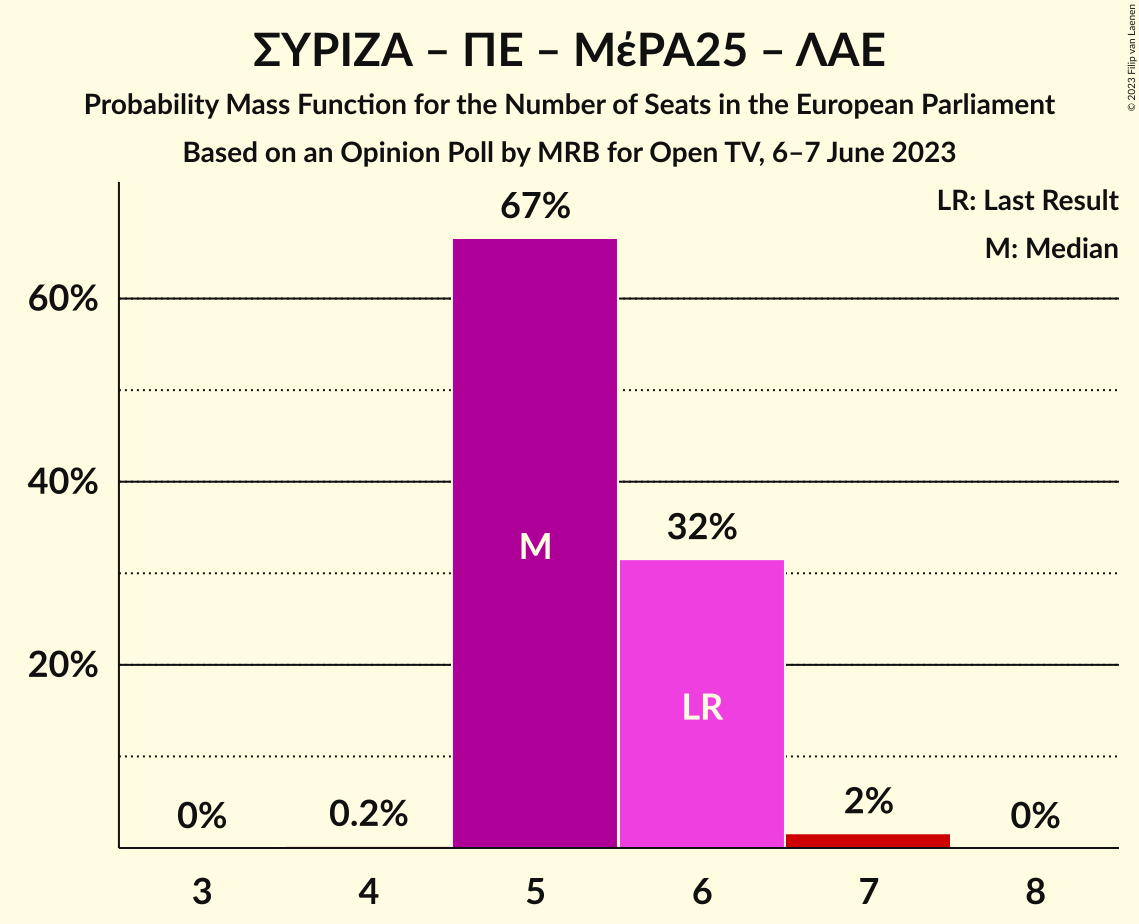 ΣΥΡΙΖΑ – ΠΕ – ΜέΡΑ25 – ΛΑΕ
Probability Mass Function for the Number of Seats in the European Parliament
Based on an Opinion Poll by MRB for Open TV, 6–7 June 2023
© 2023 Filip van Laenen
LR: Last Result
M: Median
67%
60%
40%
32%
M
20%
LR
0%
0.2%
2%
0%
3 4 5 6 7 8